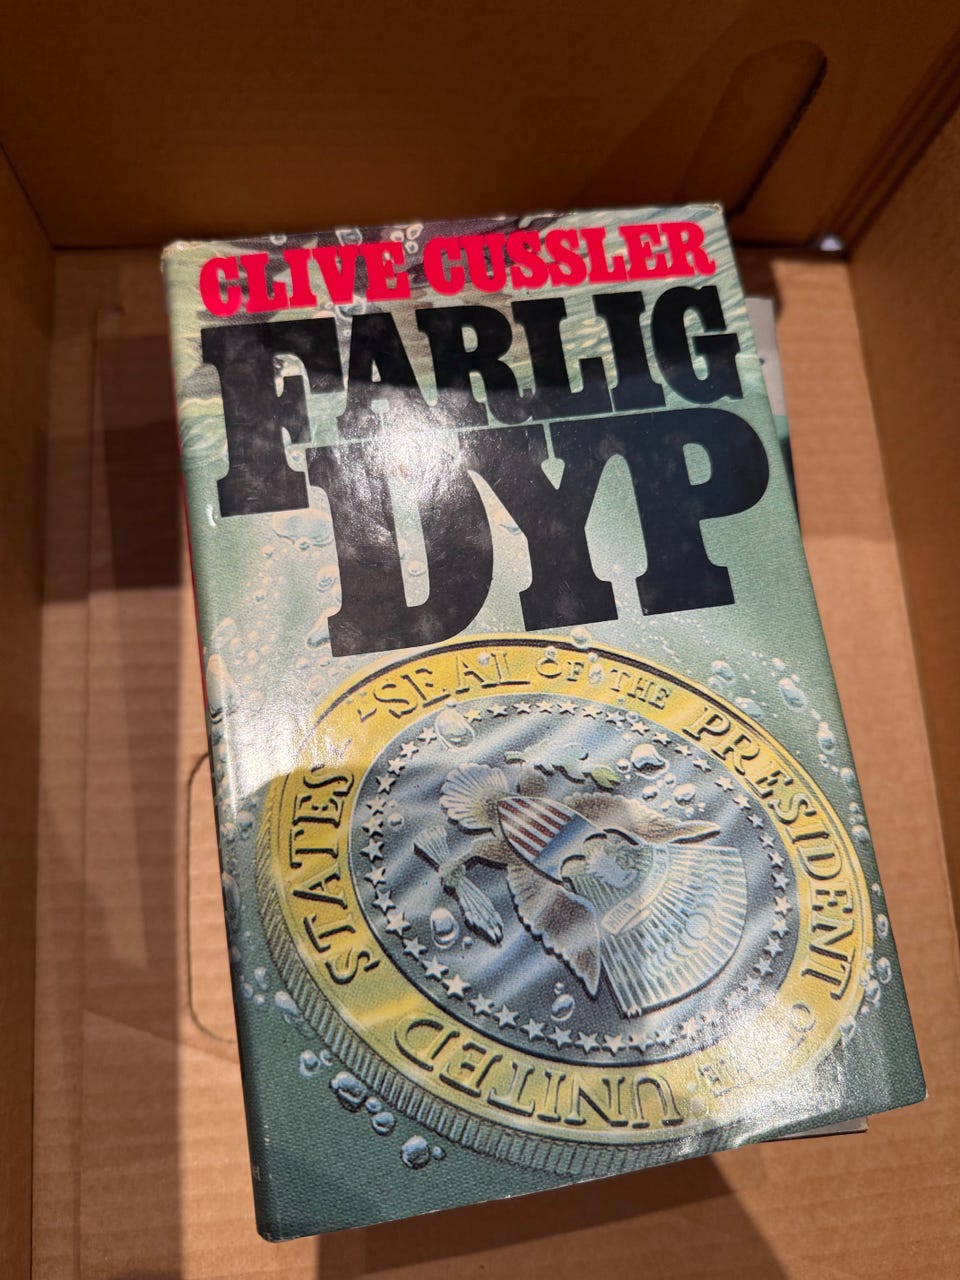 CLIVE CUSSLER
FARLIG
DYP
SEAL OF THE PRESIDENT OF THE UNITED STATES